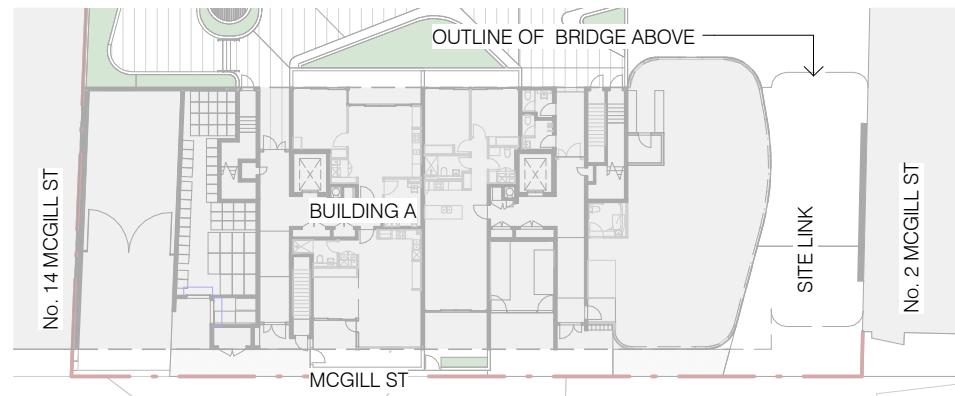 OUTLINE OF BRIDGE ABOVE
No. 14 MCGILL ST
BUILDING A
SITE LINK
No. 2 MCGILL ST
MCGILL ST